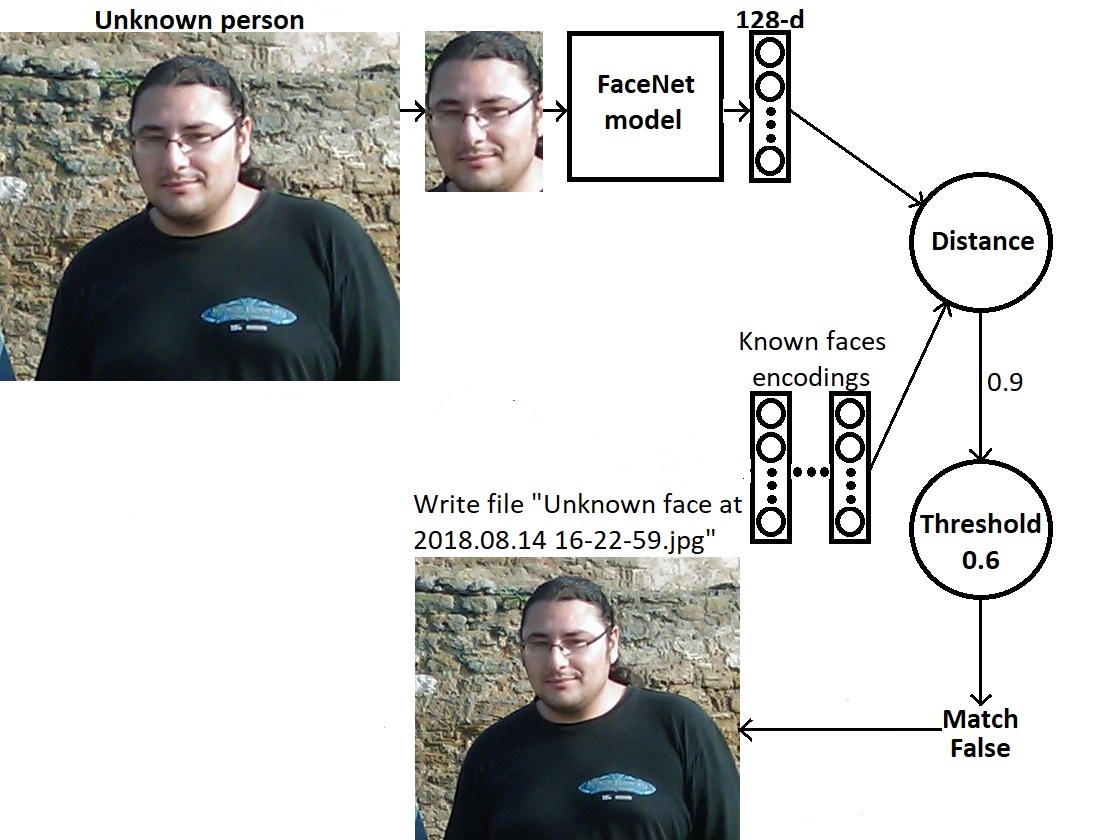 Unknown person
128-d
FaceNet
model
Distance
Known faces
encodings
0.9
Write file "Unknown face at
2018.08.14 16-22-59.jpg"
Threshold
0.6
Match
False